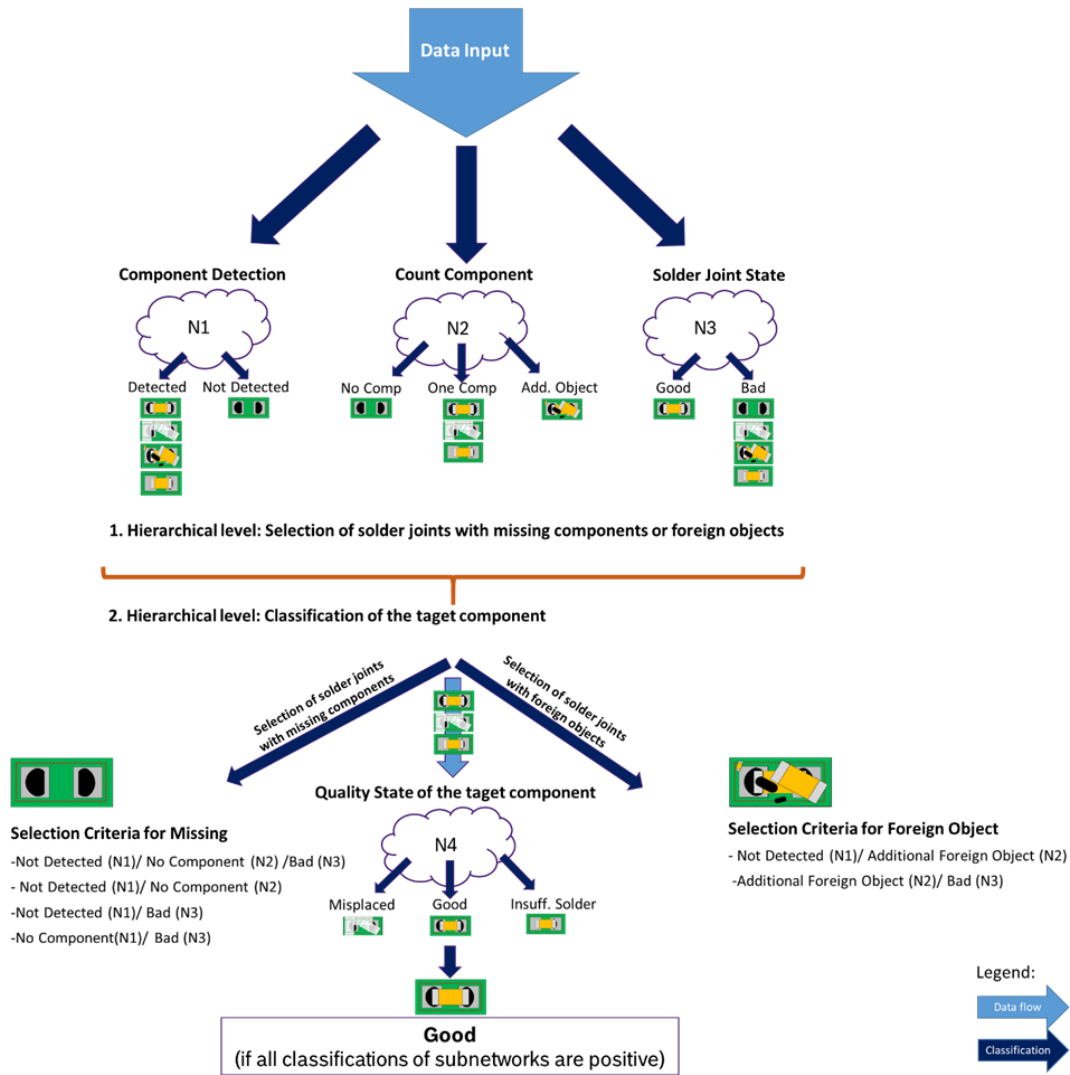 Data Input
Component Detection
Count Component
Solder Joint State
N1
N2
N3
Detected
Not Detected
No Comp
One Comp
Add. Object
Good
Bad
1. Hierarchical level: Selection of solder joints with missing components or foreign objects
2. Hierarchical level: Classification of the taget component
Selection of solder joints
with missing components
Selection of solder joints
with foreign objects
Quality State of the taget component
N4
Misplaced
Good
Insuff. Solder
Selection Criteria for Missing
-Not Detected (N1)/ No Component (N2) /Bad (N3)
- Not Detected (N1)/ No Component (N2)
-Not Detected (N1)/ Bad (N3)
-No Component(N1)/ Bad (N3)
Selection Criteria for Foreign Object
- Not Detected (N1)/ Additional Foreign Object (N2)
-Additional Foreign Object (N2)/ Bad (N3)
Good
(if all classifications of subnetworks are positive)
Legend:
Data flow
Classification